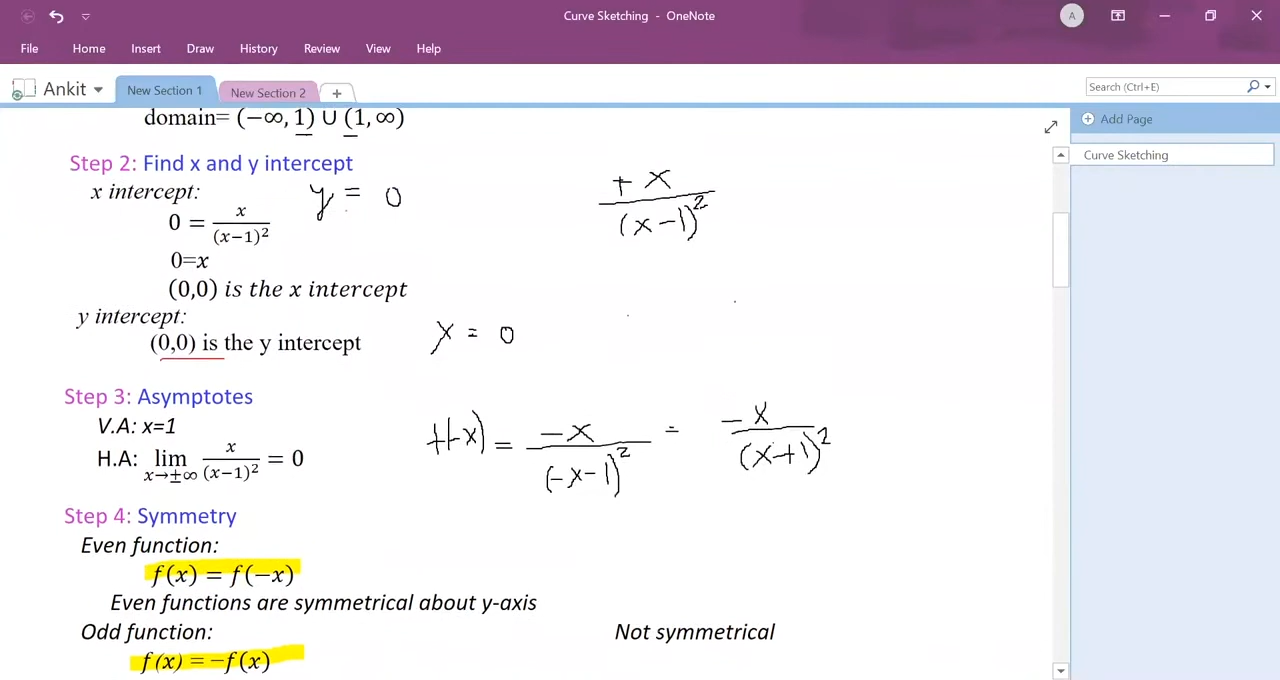 Curve Sketching - OneNote
A
File Home Insert Draw History Review View Help
Ankit New Section 1 New Section 2 +
Search (Ctrl+E)
Add Page
Curve Sketching
domain= (−∞, 1) ∪ (1, ∞)
Step 2: Find x and y intercept
x intercept:
y = 0
+x/(x−1)²
0 = x/(x−1)²
0=x
(0,0) is the x intercept
y intercept:
x = 0
(0,0) is the y intercept
Step 3: Asymptotes
V.A: x=1
H.A: lim x→±∞ x/(x−1)² = 0
f(-x) = −x/(−x−1)² = −x/(x+1)²
Step 4: Symmetry
Even function:
f(x) = f(−x)
Even functions are symmetrical about y-axis
Odd function:
Not symmetrical
f(x) = −f(x)